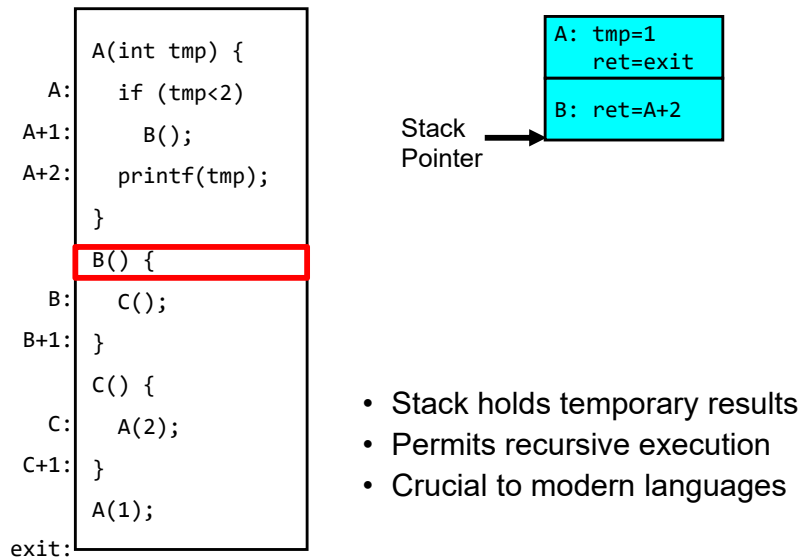 A(int tmp) {
A:   if (tmp<2)
A+1:     B();
A+2:   printf(tmp);
}
B() {
B:   C();
B+1: }
C() {
C:   A(2);
C+1: }
A(1);
exit:
A: tmp=1
ret=exit
B: ret=A+2
Stack
Pointer
• Stack holds temporary results
• Permits recursive execution
• Crucial to modern languages